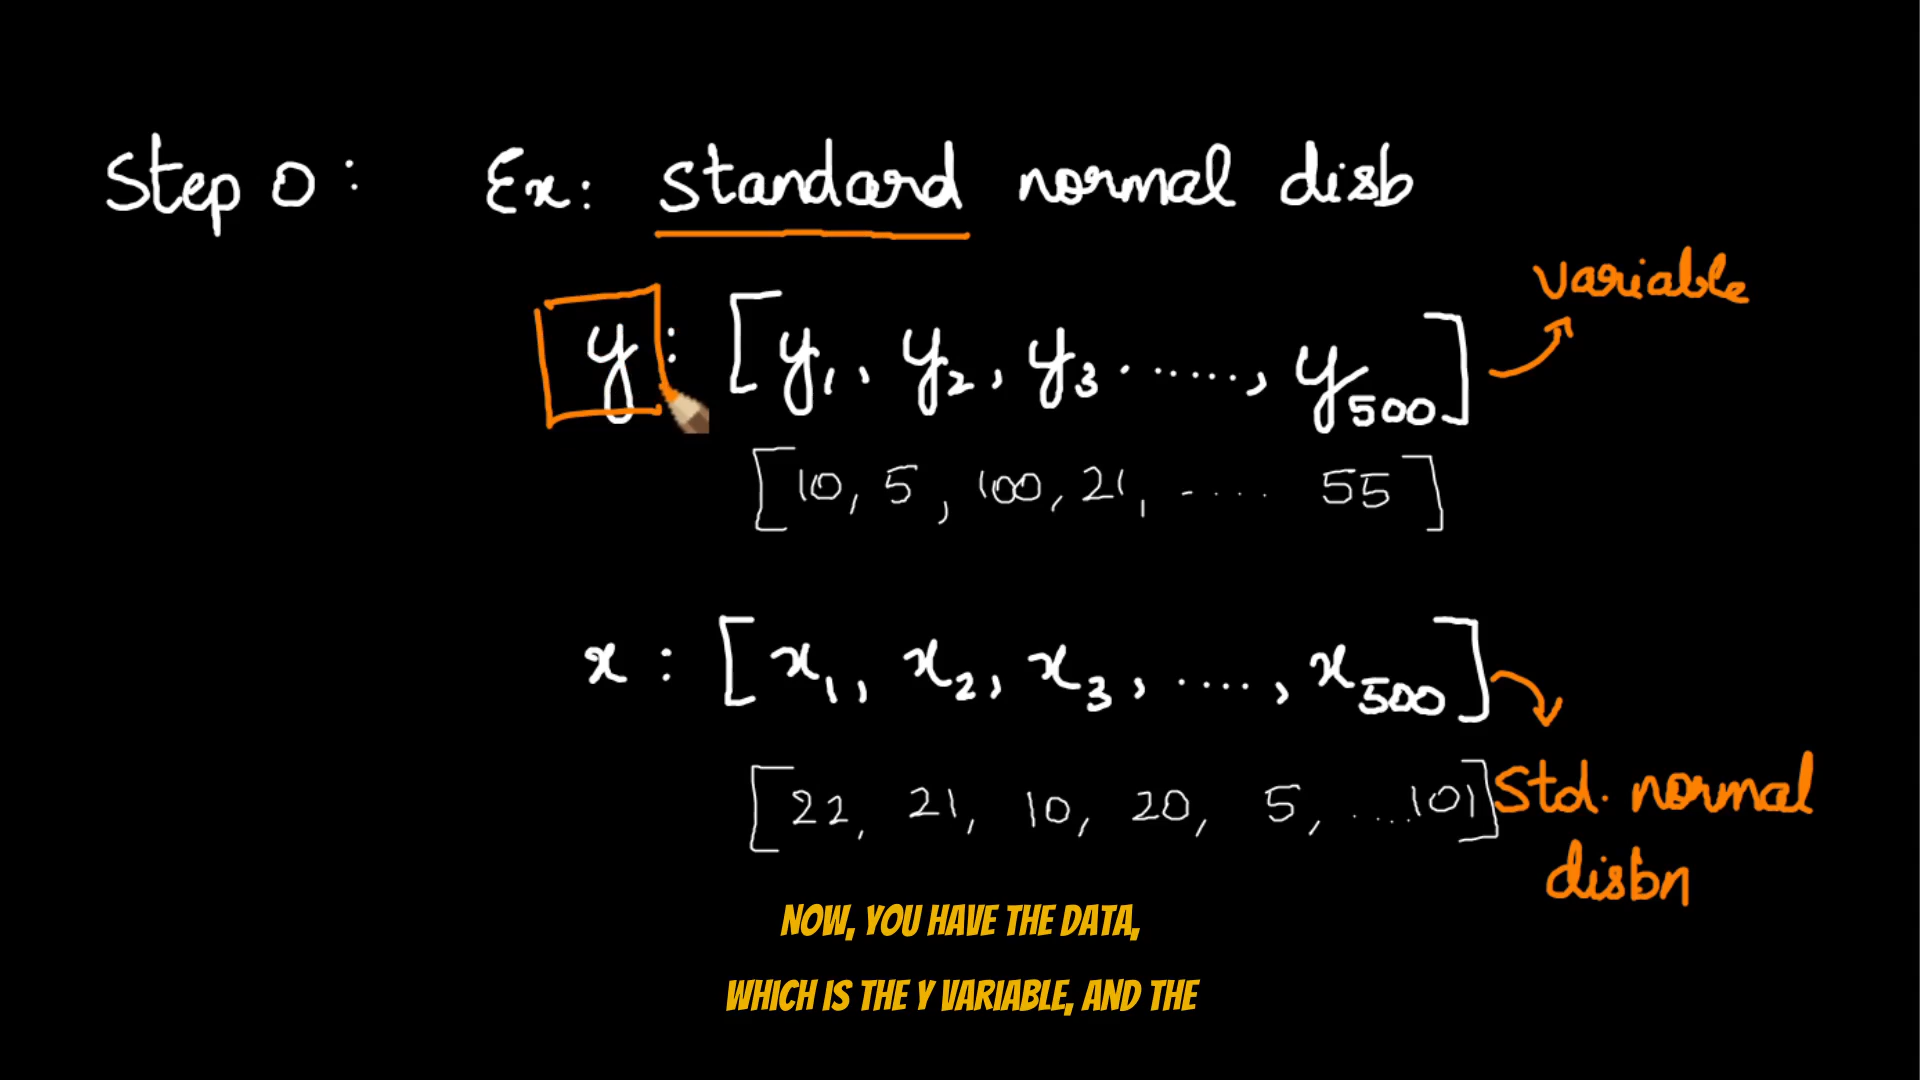 Step 0: Ex: standard normal disb
variable
y: [y1, y2, y3 ......, y500]
[10, 5, 100, 21, ..... 55]
x: [x1, x2, x3, ...., x500]
[22, 21, 10, 20, 5, ....101]
Std. normal
disbn
NOW, YOU HAVE THE DATA,
WHICH IS THE Y VARIABLE, AND THE